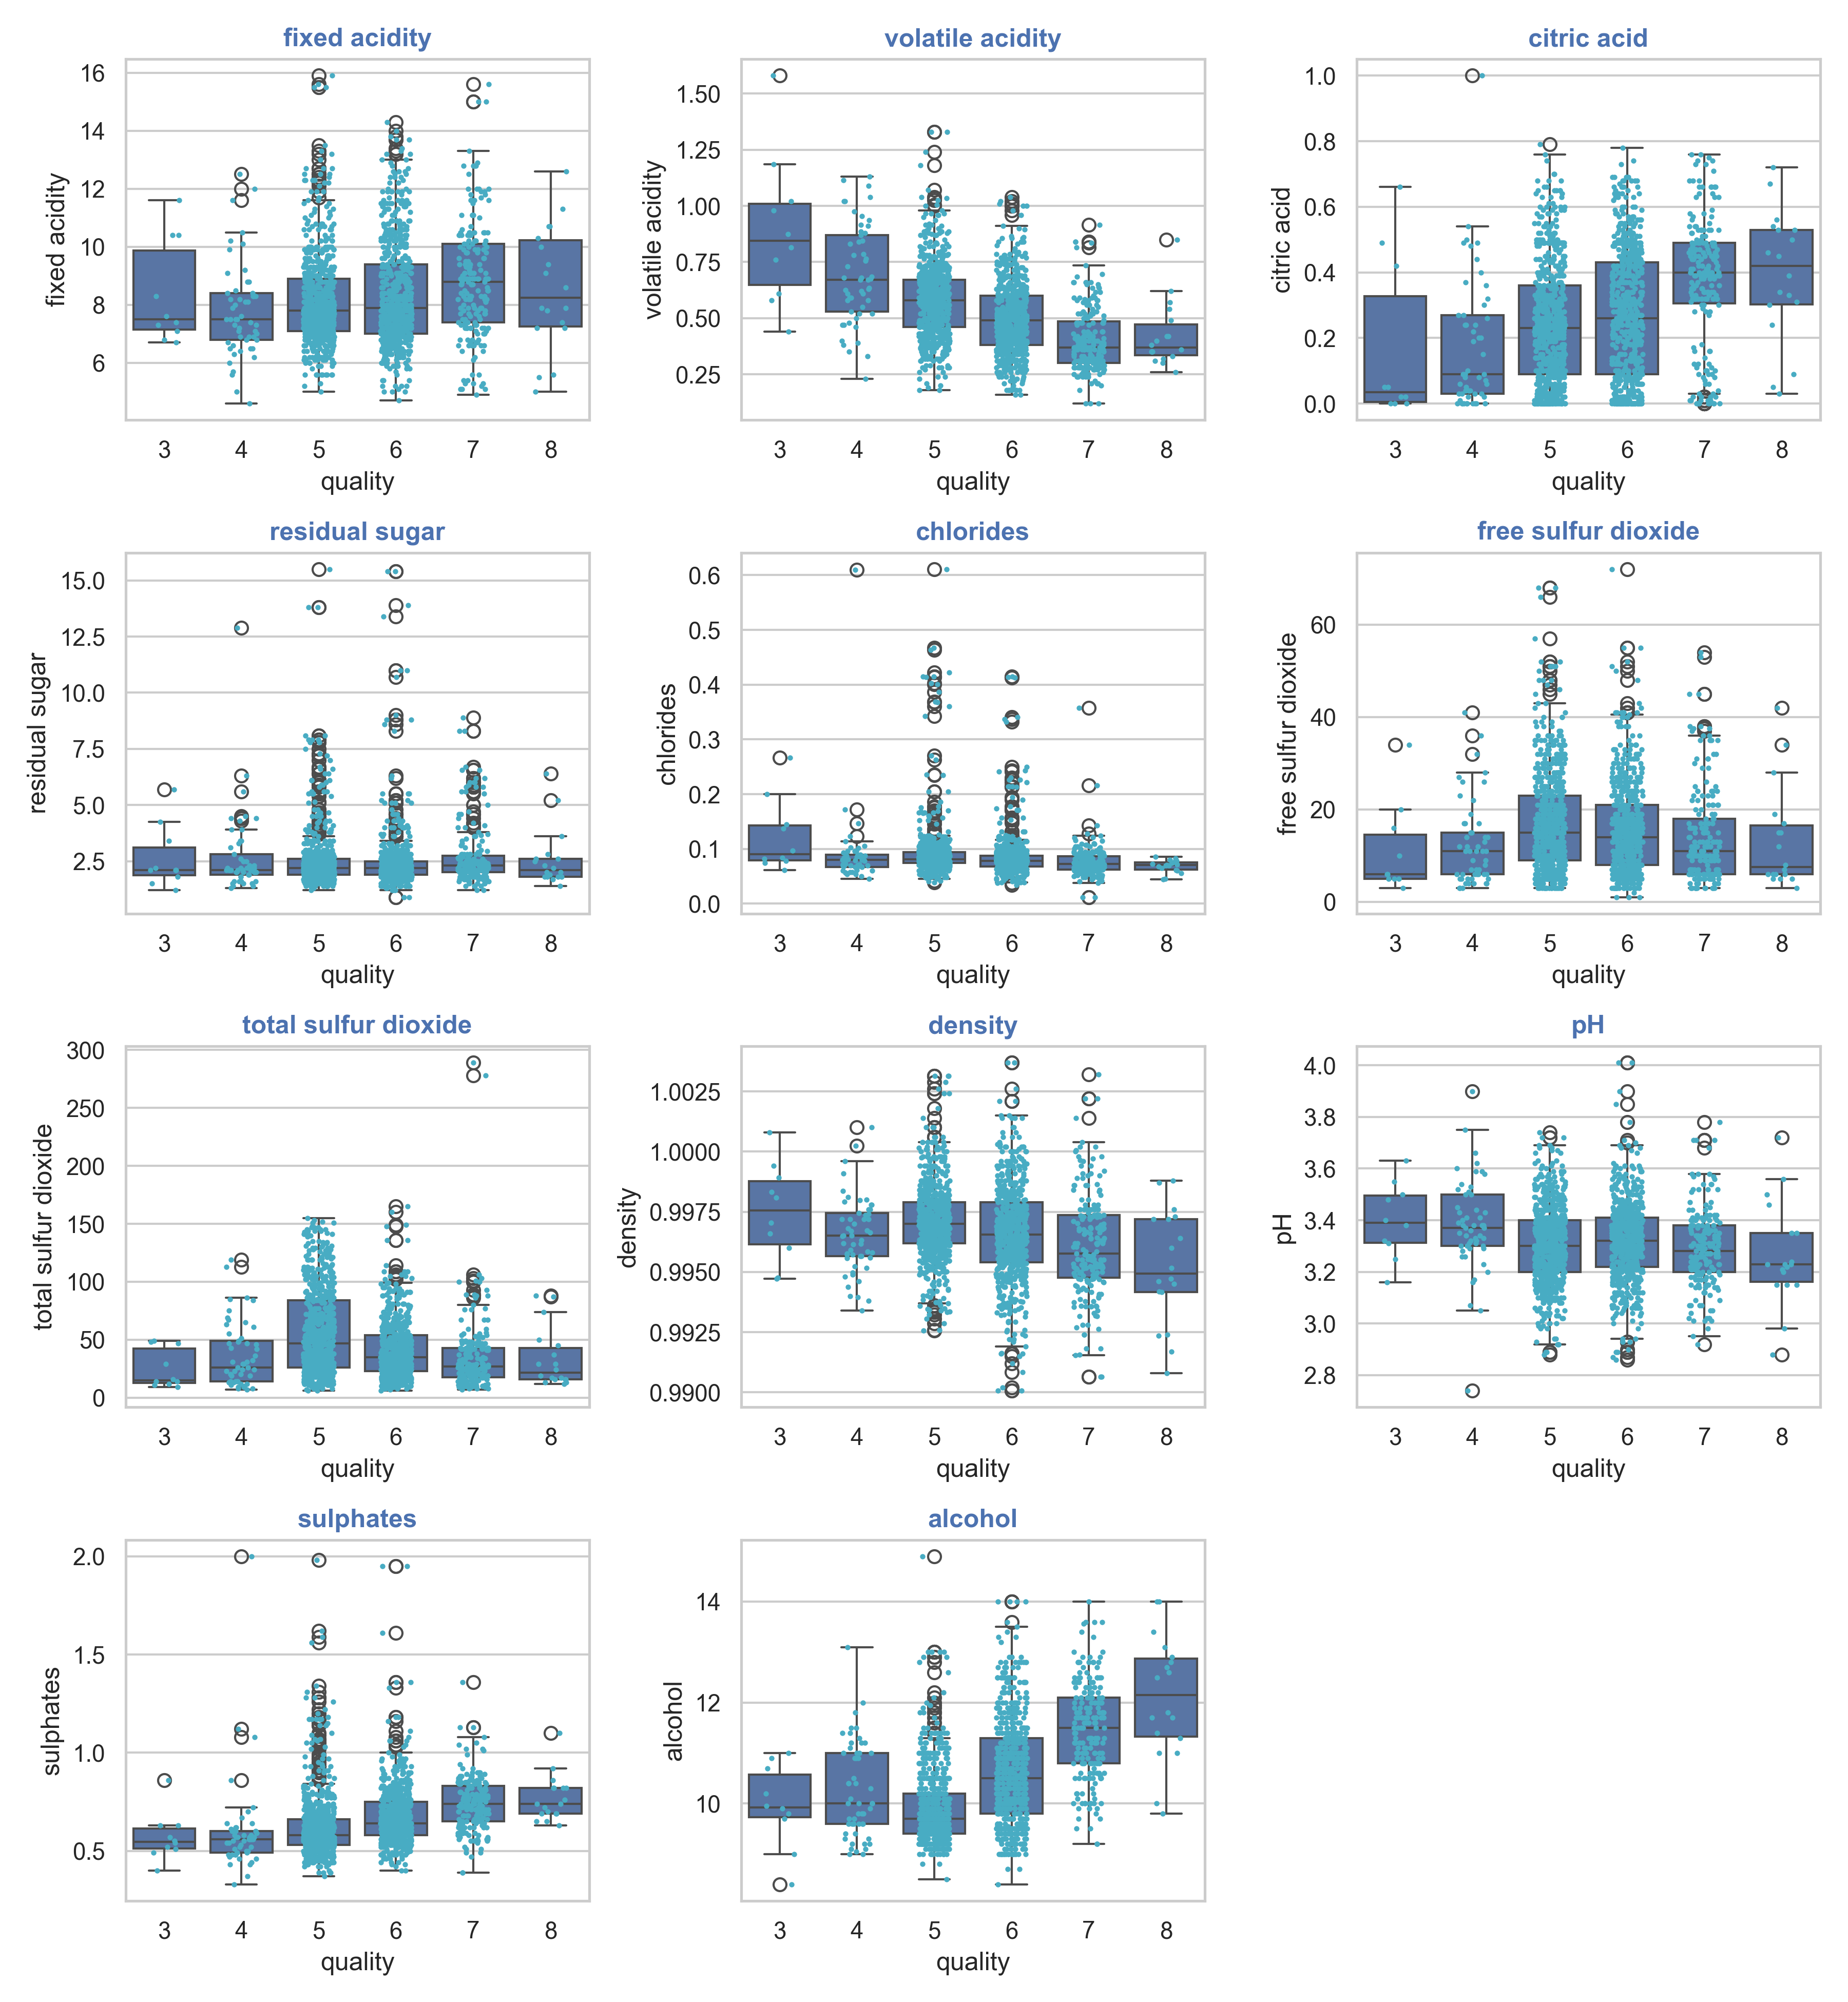 fixed acidity
volatile acidity
citric acid
16
14
12
10
8
6
fixed acidity
3 4 5 6 7 8
quality
1.50
1.25
1.00
0.75
0.50
0.25
volatile acidity
3 4 5 6 7 8
quality
1.0
0.8
0.6
0.4
0.2
0.0
citric acid
3 4 5 6 7 8
quality
residual sugar
chlorides
free sulfur dioxide
15.0
12.5
10.0
7.5
5.0
2.5
residual sugar
3 4 5 6 7 8
quality
0.6
0.5
0.4
0.3
0.2
0.1
0.0
chlorides
3 4 5 6 7 8
quality
60
40
20
0
free sulfur dioxide
3 4 5 6 7 8
quality
total sulfur dioxide
density
pH
300
250
200
150
100
50
0
total sulfur dioxide
3 4 5 6 7 8
quality
1.0025
1.0000
0.9975
0.9950
0.9925
0.9900
density
3 4 5 6 7 8
quality
4.0
3.8
3.6
3.4
3.2
3.0
2.8
pH
3 4 5 6 7 8
quality
sulphates
alcohol
2.0
1.5
1.0
0.5
sulphates
3 4 5 6 7 8
quality
14
12
10
alcohol
3 4 5 6 7 8
quality